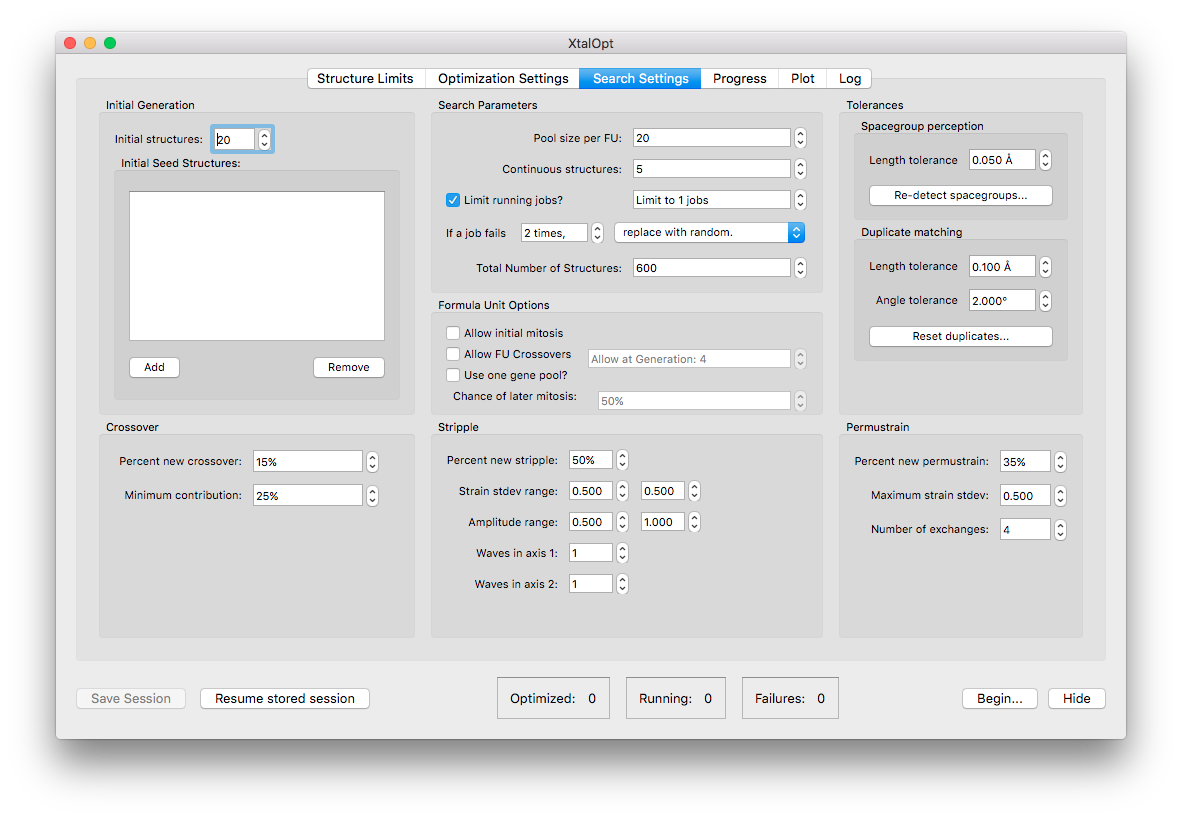 XtalOpt
Structure Limits
Optimization Settings
Search Settings
Progress
Plot
Log
Initial Generation
Initial structures: 20
Initial Seed Structures:
Add
Remove
Search Parameters
Pool size per FU: 20
Continuous structures: 5
Limit running jobs? Limit to 1 jobs
If a job fails 2 times, replace with random.
Total Number of Structures: 600
Formula Unit Options
Allow initial mitosis
Allow FU Crossovers Allow at Generation: 4
Use one gene pool?
Chance of later mitosis: 50%
Tolerances
Spacegroup perception
Length tolerance 0.050 Å
Re-detect spacegroups...
Duplicate matching
Length tolerance 0.100 Å
Angle tolerance 2.000°
Reset duplicates...
Crossover
Percent new crossover: 15%
Minimum contribution: 25%
Stripple
Percent new stripple: 50%
Strain stdev range: 0.500 0.500
Amplitude range: 0.500 1.000
Waves in axis 1: 1
Waves in axis 2: 1
Permustrain
Percent new permustrain: 35%
Maximum strain stdev: 0.500
Number of exchanges: 4
Save Session
Resume stored session
Optimized: 0
Running: 0
Failures: 0
Begin...
Hide